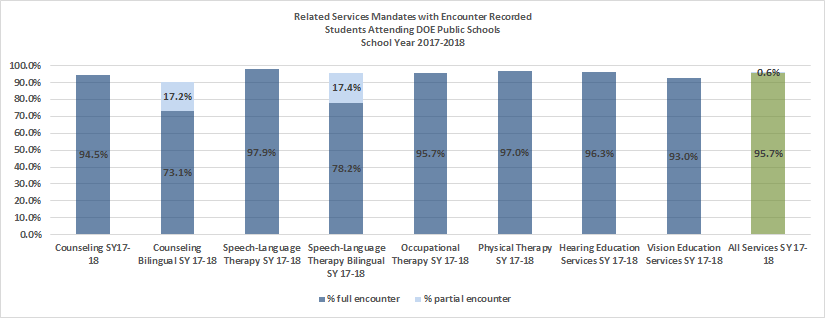 Related Services Mandates with Encounter Recorded
Students Attending DOE Public Schools
School Year 2017-2018
100.0%
90.0%
80.0%
70.0%
60.0%
50.0%
40.0%
30.0%
20.0%
10.0%
0.0%
94.5%
17.2%
73.1%
97.9%
17.4%
78.2%
95.7%
97.0%
96.3%
93.0%
0.6%
95.7%
Counseling SY17-
18
Counseling
Bilingual SY 17-18
Speech-Language
Therapy SY 17-18
Speech-Language
Therapy Bilingual
SY 17-18
Occupational
Therapy SY 17-18
Physical Therapy
SY 17-18
Hearing Education
Services SY 17-18
Vision Education
Services SY 17-18
All Services SY 17-
18
% full encounter
% partial encounter